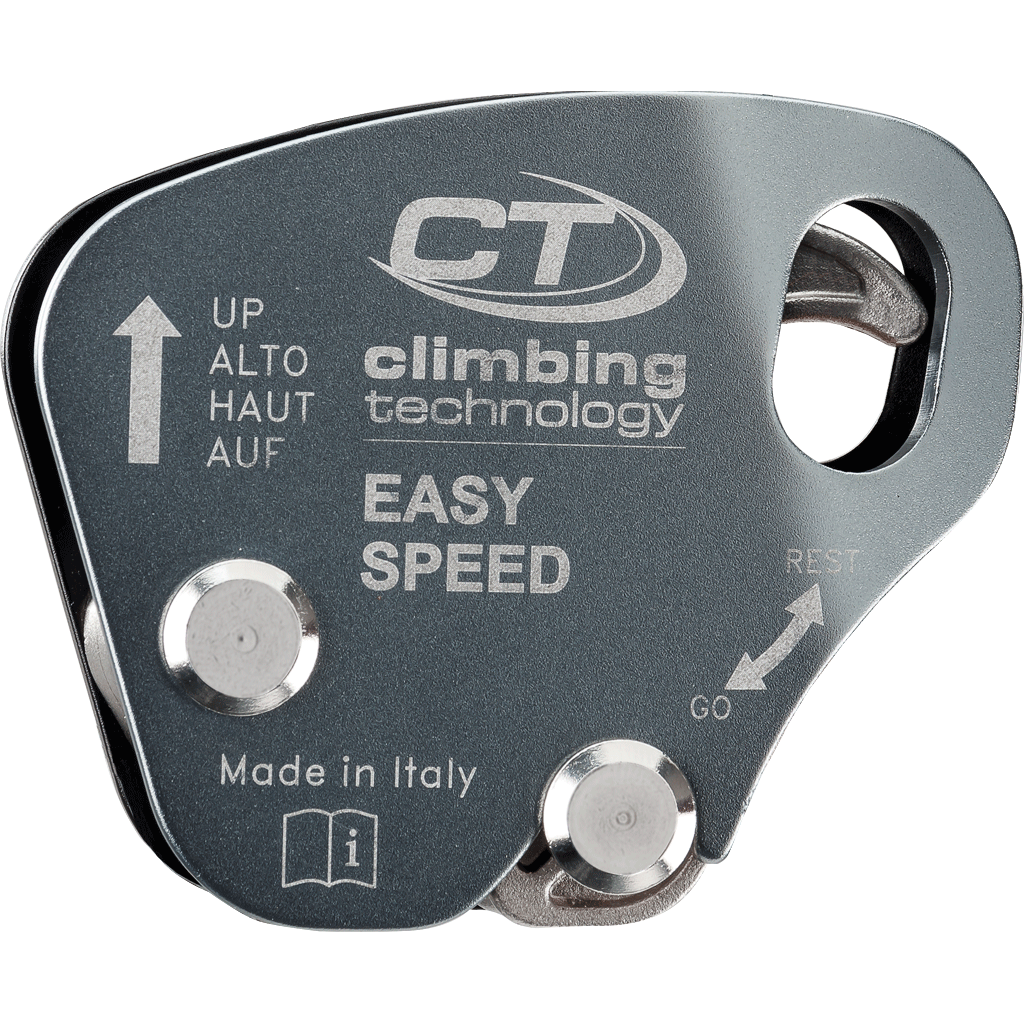 CT
climbing
technology
UP
ALTO
HAUT
AUF
EASY
SPEED
REST
GO
Made in Italy
i